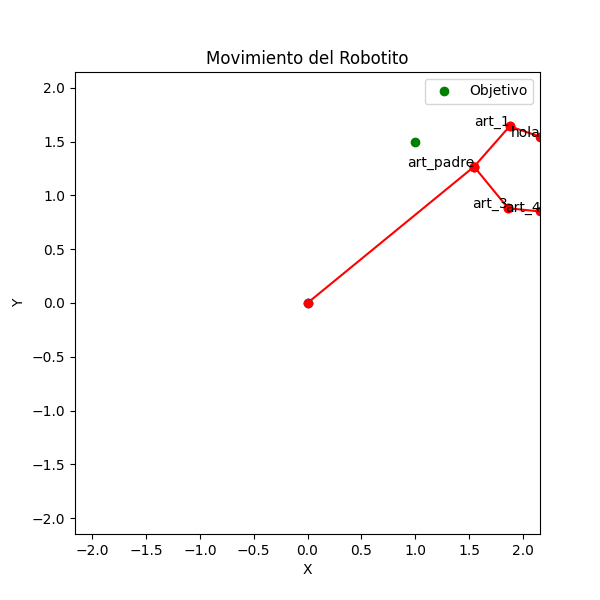 Movimiento del Robotito
Objetivo
art_1
hola
art_padre
art_3
art_4
2.0
1.5
1.0
0.5
0.0
−0.5
−1.0
−1.5
−2.0
Y
−2.0 −1.5 −1.0 −0.5 0.0 0.5 1.0 1.5 2.0
X